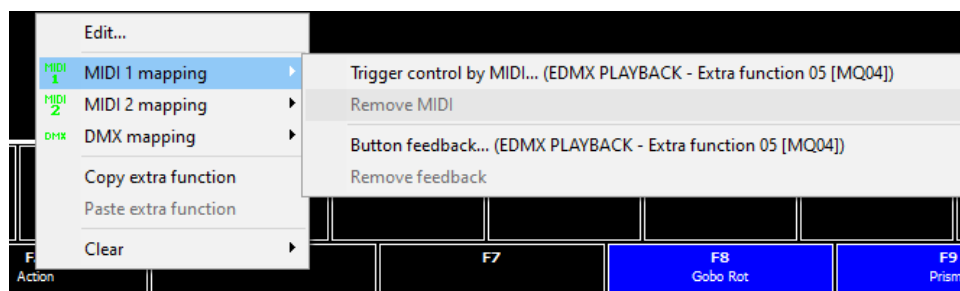 Edit...
MIDI 1 MIDI 1 mapping
MIDI 2 MIDI 2 mapping
DMX DMX mapping
Copy extra function
Paste extra function
Clear
Trigger control by MIDI... (EDMX PLAYBACK - Extra function 05 [MQ04])
Remove MIDI
Button feedback... (EDMX PLAYBACK - Extra function 05 [MQ04])
Remove feedback
Action
F7
F8
Gobo Rot
F9
Prism